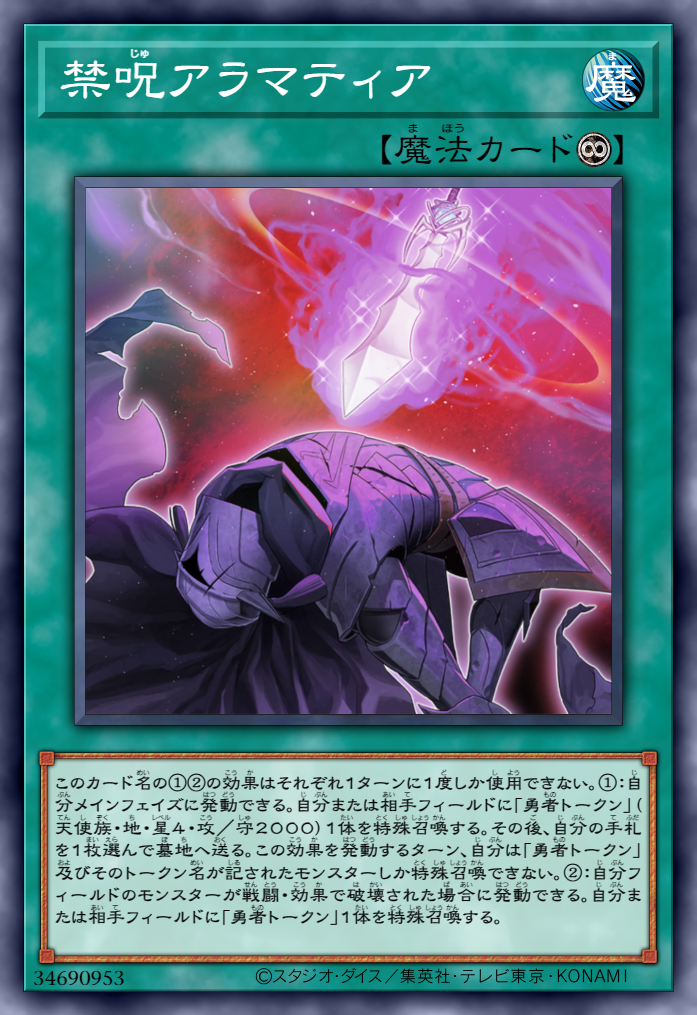 禁呪アラマティア
魔
【魔法カード♾】
このカード名の①②の効果はそれぞれ1ターンに1度しか使用できない。①:自
分メインフェイズに発動できる。自分または相手フィールドに「勇者トークン」(
天使族・地・星4・攻/守2000)1体を特殊召喚する。その後、自分の手札
を1枚選んで墓地へ送る。この効果を発動するターン、自分は「勇者トークン」
及びそのトークン名が記されたモンスターしか特殊召喚できない。②:自分フ
ィールドのモンスターが戦闘・効果で破壊された場合に発動できる。自分ま
たは相手フィールドに「勇者トークン」1体を特殊召喚する。
34690953 ©スタジオ・ダイス/集英社・テレビ東京・KONAMI